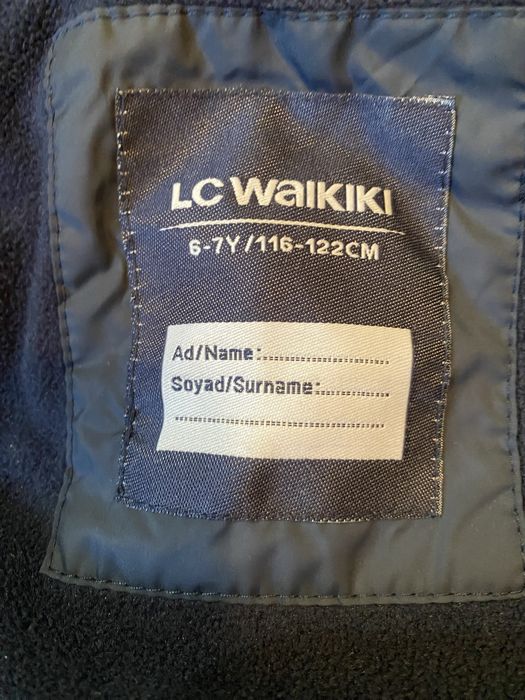 LC WAIKIKI
6-7Y/116-122CM
Ad/Name:......................
Soyad/Surname:............
....................................